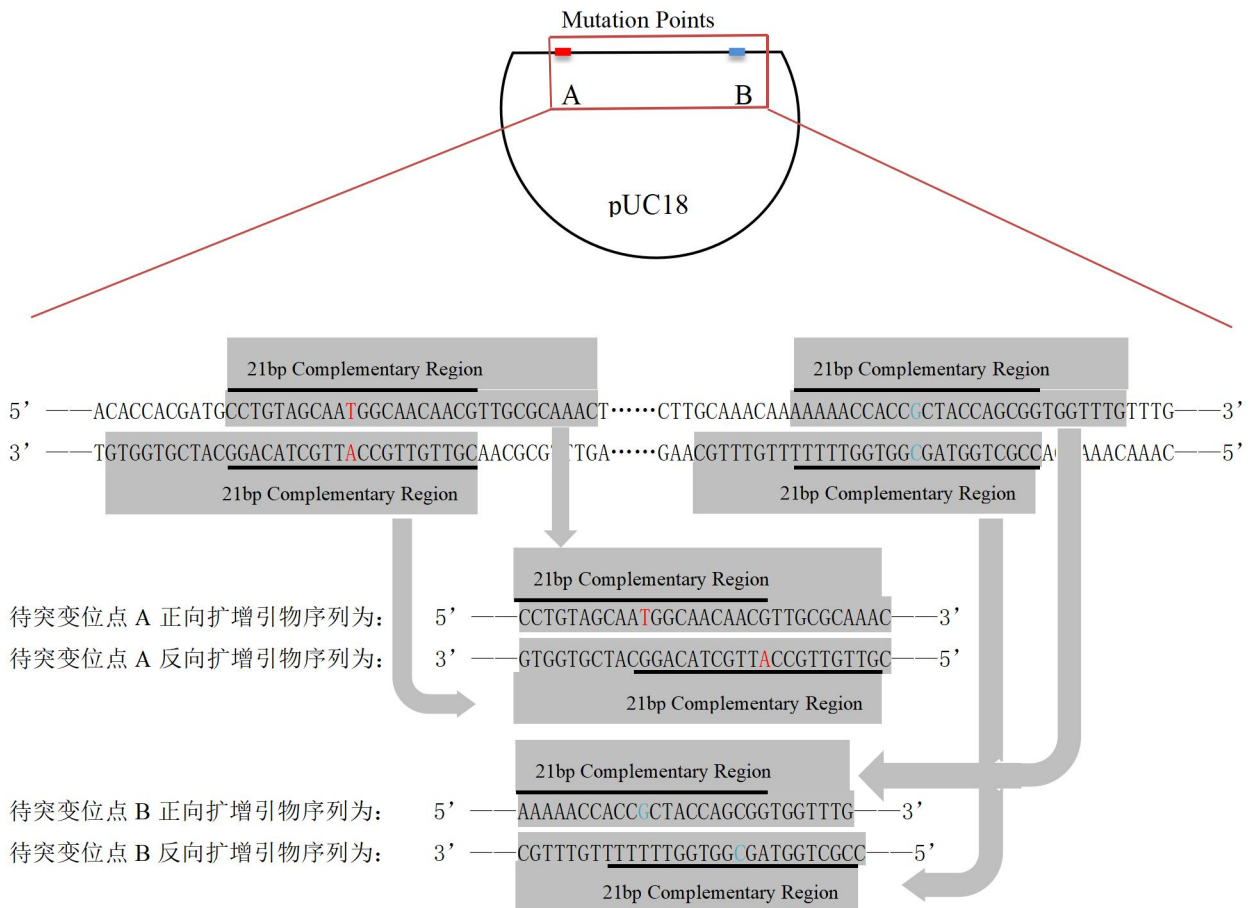 Mutation Points
A B
pUC18
21bp Complementary Region 21bp Complementary Region
5’ ——ACACCACGATGCCTGTAGCAATGGCAACAACGTTGCGCAAACT······CTTGCAAACAAAAAAACCACCGCTACCAGCGGTGGTTTGTTTG——3’
3’ ——TGTGGTGCTACGGACATCGTTACCGTTGTTGCAACGCG TTGA······GAACGTTTGTTTTTTTGGTGGCGATGGTCGCCA AAACAAAC——5’
21bp Complementary Region 21bp Complementary Region
21bp Complementary Region
待突变位点 A 正向扩增引物序列为： 5’ ——CCTGTAGCAATGGCAACAACGTTGCGCAAAC——3’
待突变位点 A 反向扩增引物序列为： 3’ ——GTGGTGCTACGGACATCGTTACCGTTGTTGC——5’
21bp Complementary Region
21bp Complementary Region
待突变位点 B 正向扩增引物序列为： 5’ ——AAAAACCACCGCTACCAGCGGTGGTTTG——3’
待突变位点 B 反向扩增引物序列为： 3’ ——CGTTTGTTTTTTTGGTGGCGATGGTCGCC——5’
21bp Complementary Region